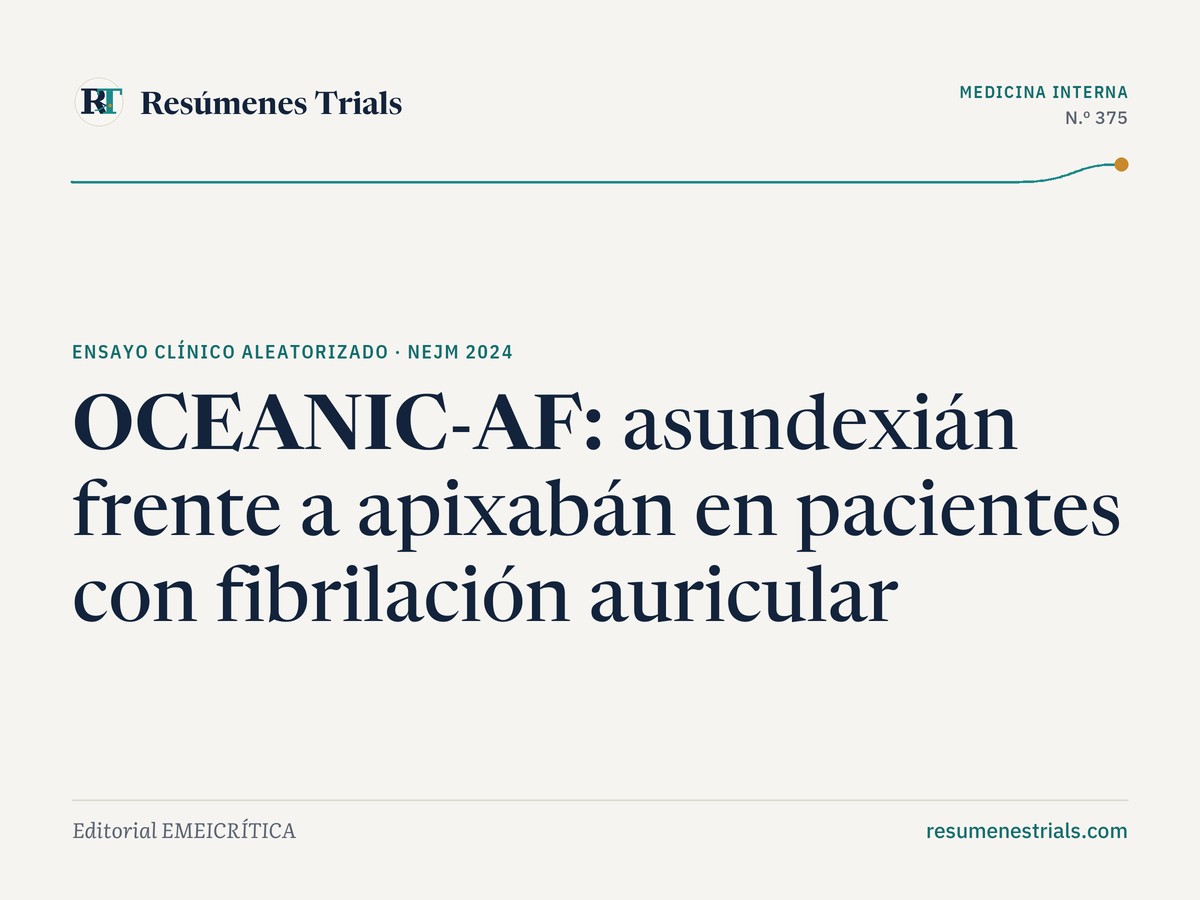 RT Resúmenes Trials
MEDICINA INTERNA
N.º 375
ENSAYO CLÍNICO ALEATORIZADO · NEJM 2024
OCEANIC-AF: asundexián
frente a apixabán en pacientes
con fibrilación auricular
Editorial EMEICRÍTICA
resumenestrials.com